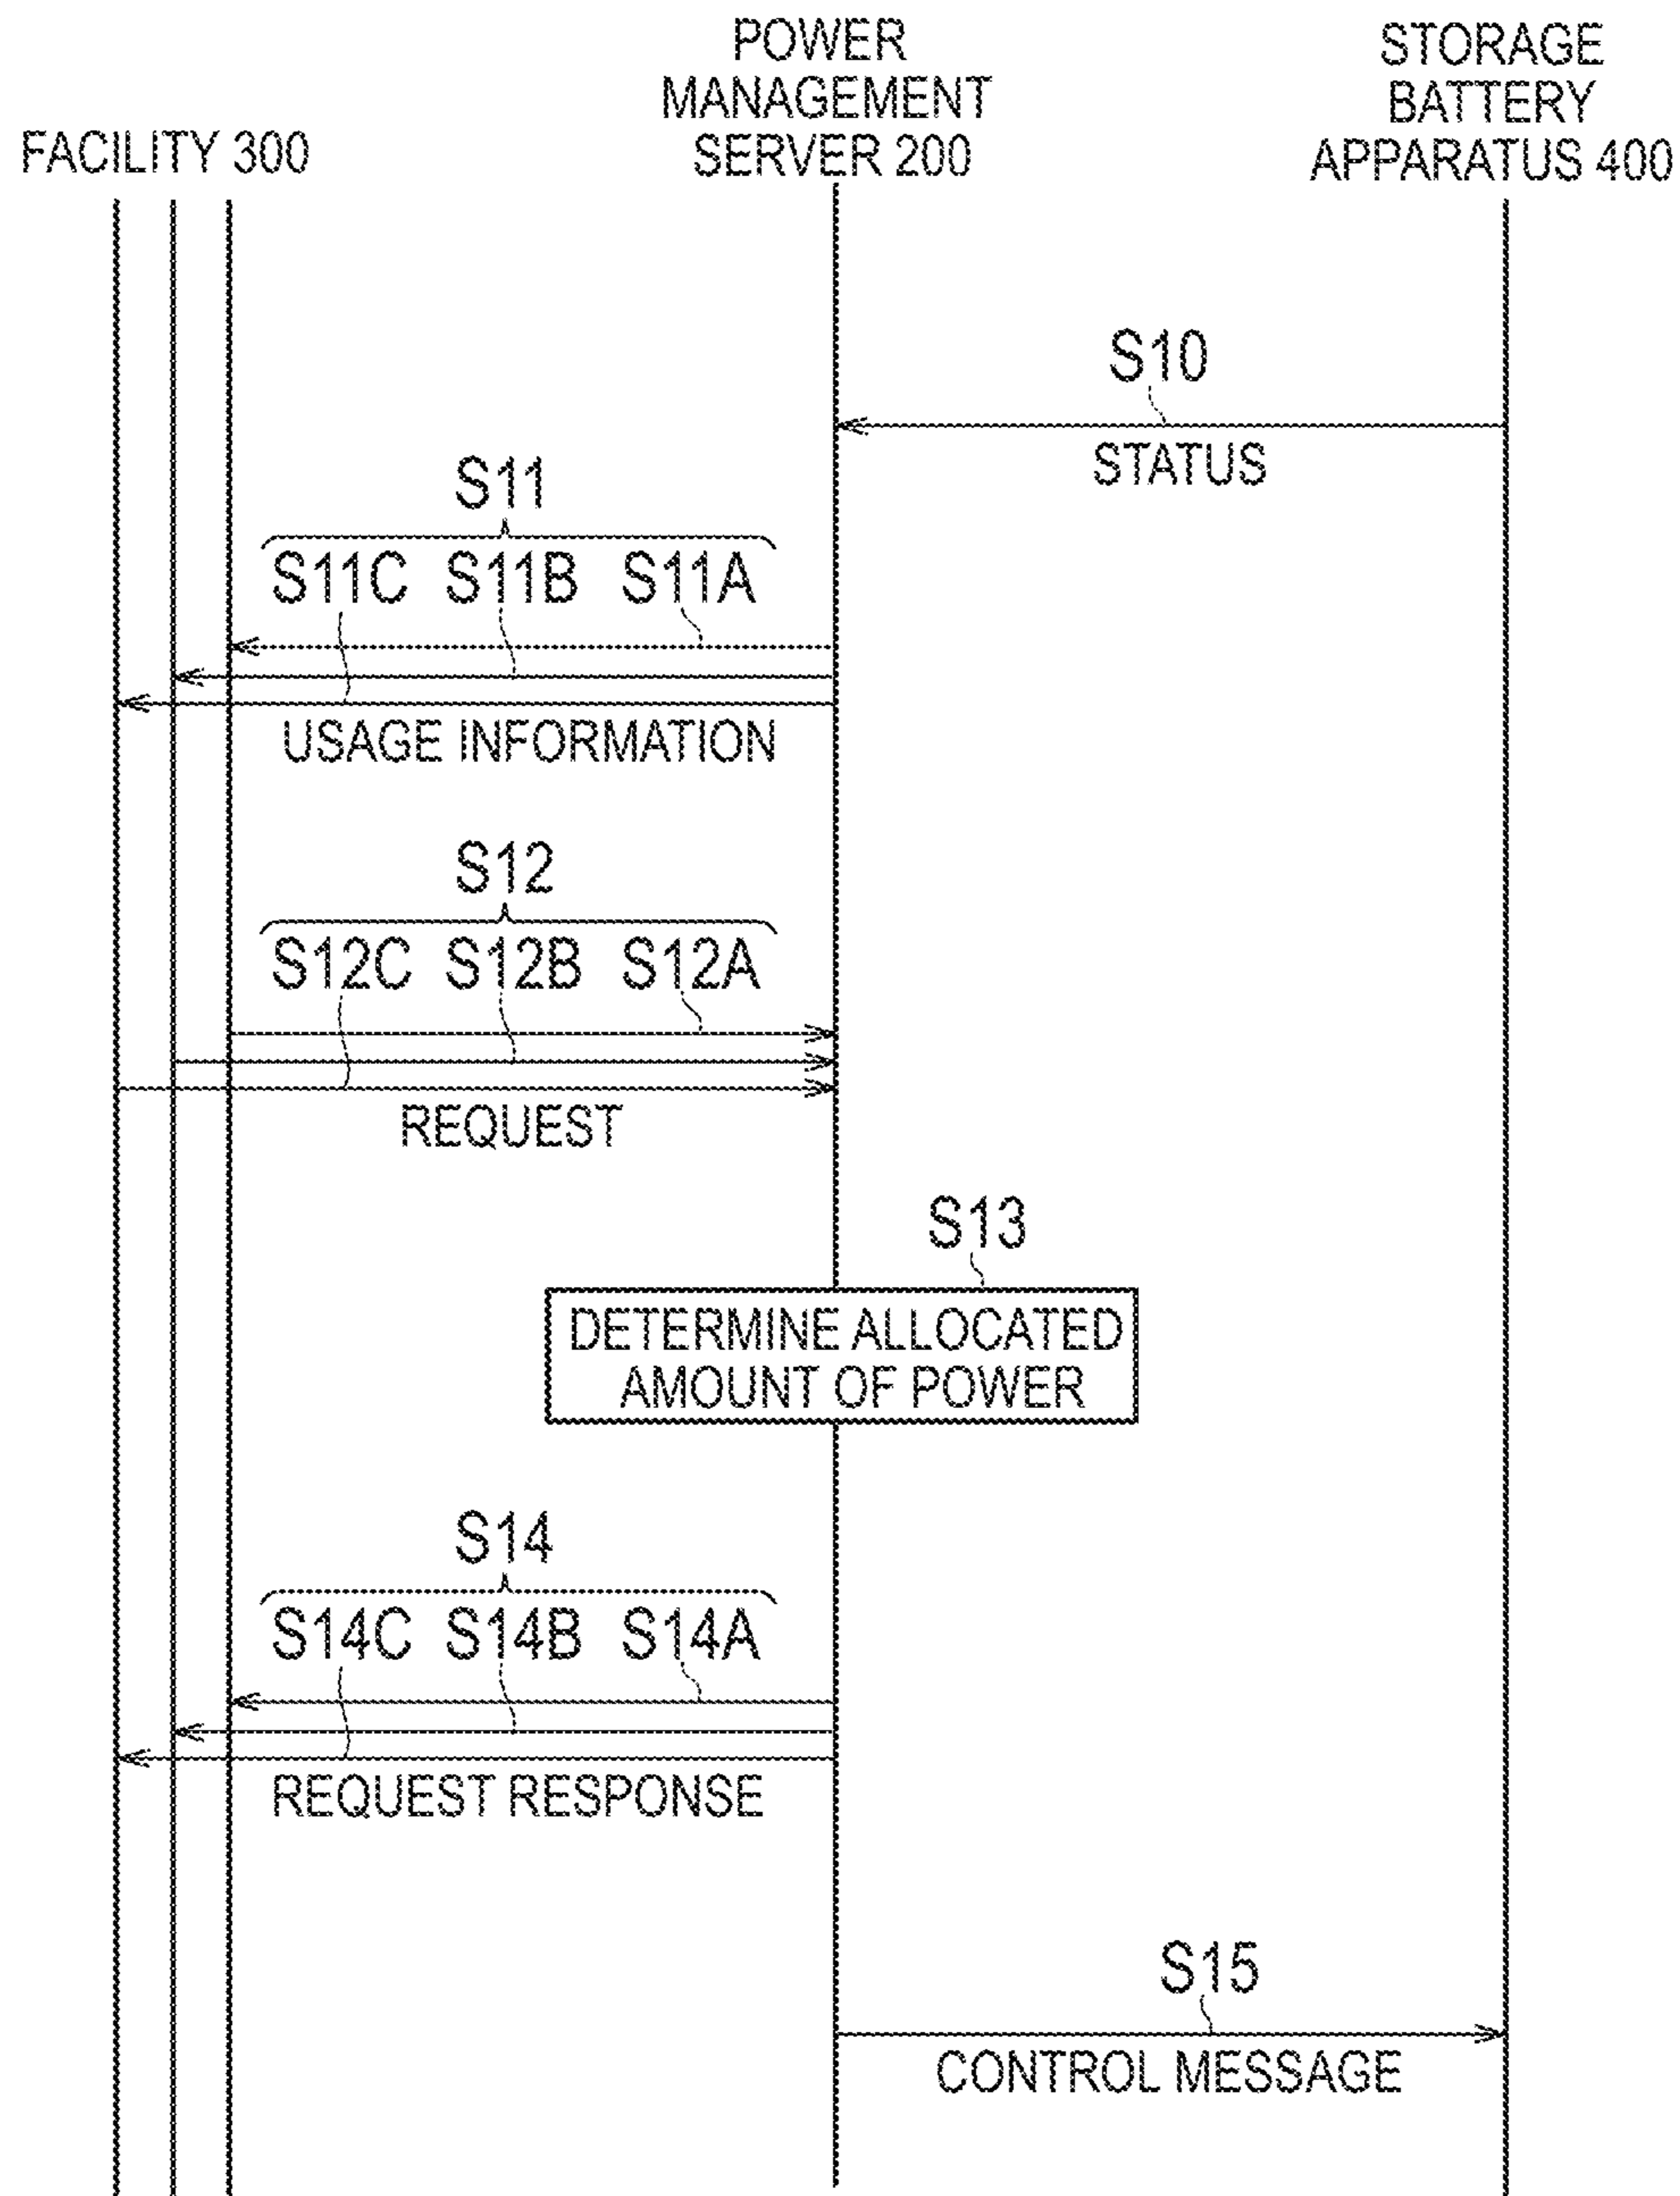 FACILITY 300
POWER
MANAGEMENT
SERVER 200
STORAGE
BATTERY
APPARATUS 400
S10
STATUS
S11
S11C S11B S11A
USAGE INFORMATION
S12
S12C S12B S12A
REQUEST
S13
DETERMINE ALLOCATED
AMOUNT OF POWER
S14
S14C S14B S14A
REQUEST RESPONSE
S15
CONTROL MESSAGE